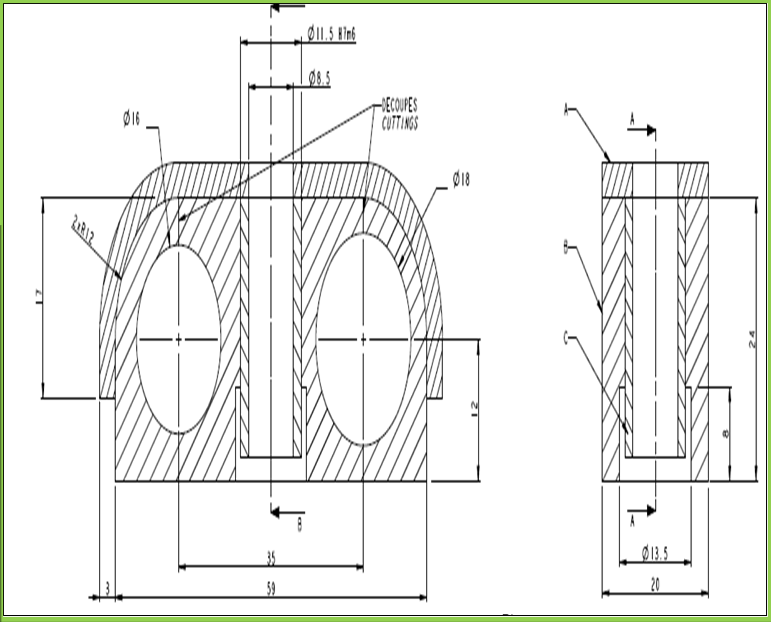 Ø11.5 H7m6
Ø8.5
DECOUPES
CUTTINGS
Ø16
Ø18
2xR12
17
12
B
35
3
59
A
A
B
C
24
8
A
Ø13.5
20